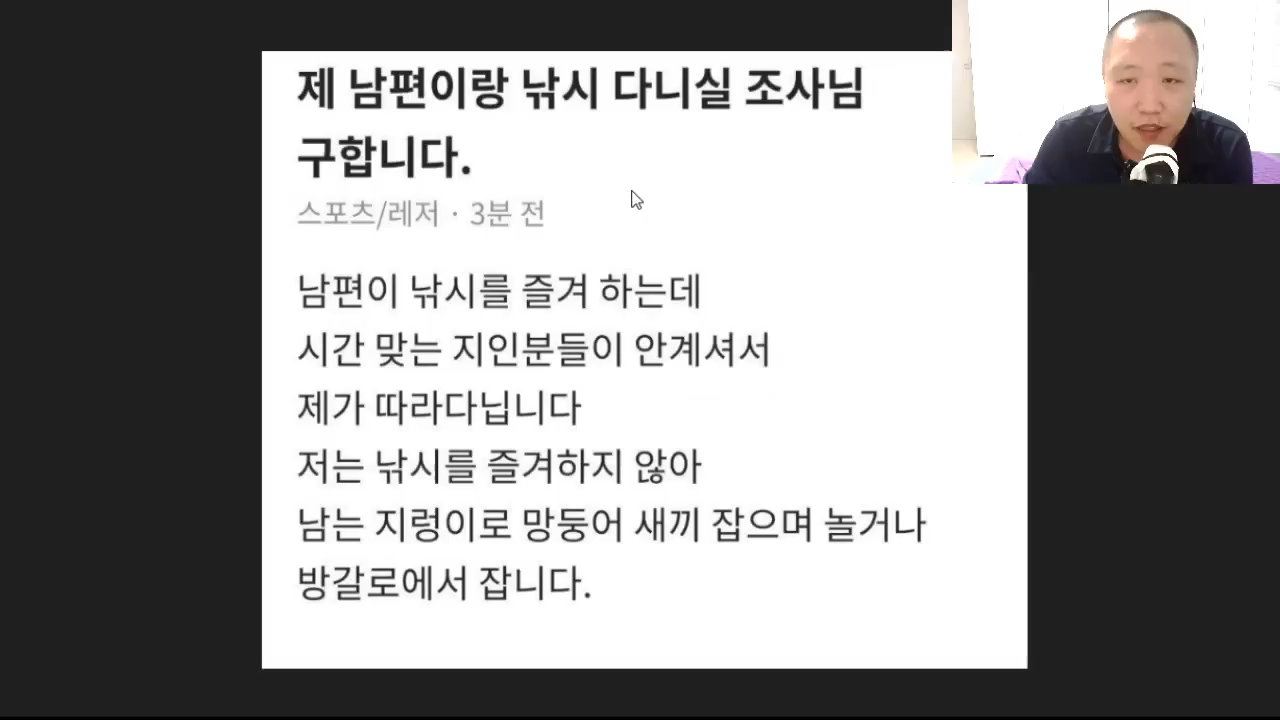 제 남편이랑 낚시 다니실 조사님
구합니다.
스포츠/레저 · 3분 전
남편이 낚시를 즐겨 하는데
시간 맞는 지인분들이 안계셔서
제가 따라다닙니다
저는 낚시를 즐겨하지 않아
남는 지렁이로 망둥어 새끼 잡으며 놀거나
방갈로에서 잡니다.